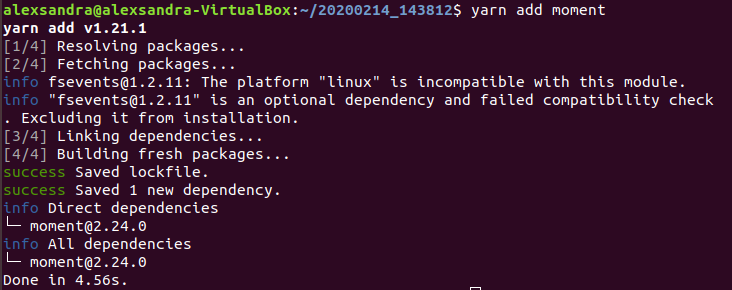 alexsandra@alexsandra-VirtualBox:~/20200214_143812$ yarn add moment
yarn add v1.21.1
[1/4] Resolving packages...
[2/4] Fetching packages...
info fsevents@1.2.11: The platform "linux" is incompatible with this module.
info "fsevents@1.2.11" is an optional dependency and failed compatibility check
. Excluding it from installation.
[3/4] Linking dependencies...
[4/4] Building fresh packages...
success Saved lockfile.
success Saved 1 new dependency.
info Direct dependencies
└─ moment@2.24.0
info All dependencies
└─ moment@2.24.0
Done in 4.56s.